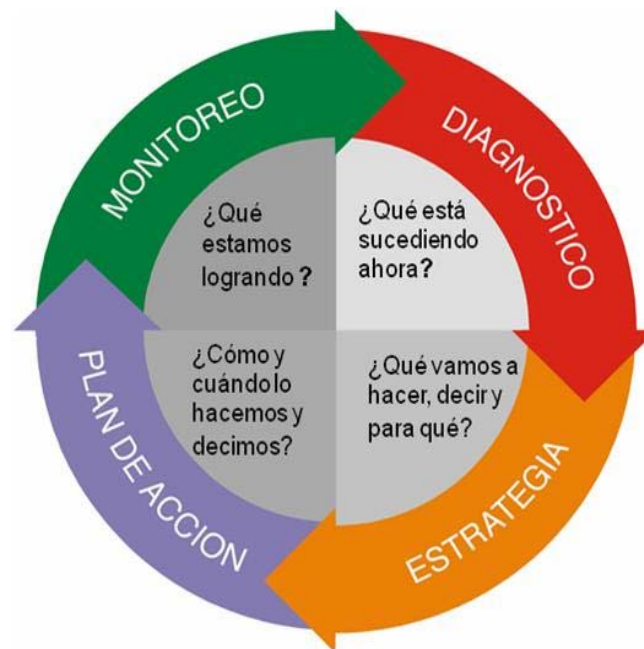 MONITOREO
DIAGNOSTICO
¿Qué
estamos
logrando ?
¿Qué está
sucediendo
ahora?
¿Cómo y
cuándo lo
hacemos y
decimos?
¿Qué vamos a
hacer, decir y
para qué?
PLAN DE ACCION
ESTRATEGIA